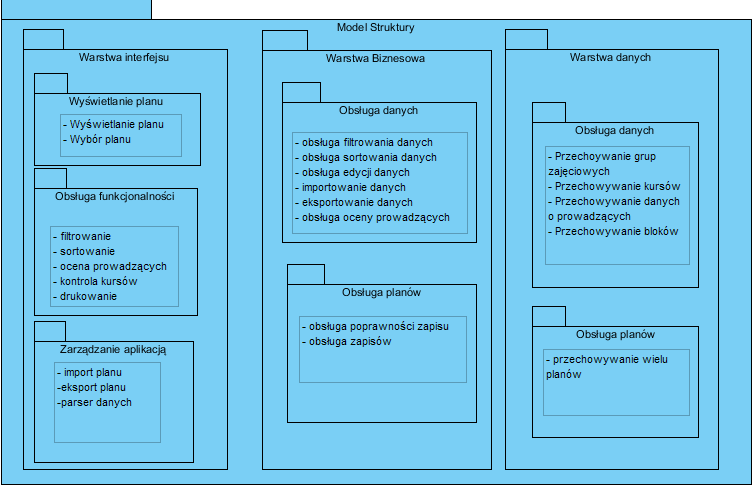 Model Struktury
Warstwa interfejsu
Wyświetlanie planu
- Wyświetlanie planu
- Wybór planu
Obsługa funkcjonalności
- filtrowanie
- sortowanie
- ocena prowadzących
- kontrola kursów
- drukowanie
Zarządzanie aplikacją
- import planu
-eksport planu
-parser danych
Warstwa Biznesowa
Obsługa danych
- obsługa filtrowania danych
- obsługa sortowania danych
- obsługa edycji danych
- importowanie danych
- eksportowanie danych
- obsługa oceny prowadzących
Obsługa planów
- obsługa poprawności zapisu
- obsługa zapisów
Warstwa danych
Obsługa danych
- Przechoywanie grup
zajęciowych
- Przechowywanie kursów
- Przechowywanie danych
o prowadzących
- Przechowywanie bloków
Obsługa planów
- przechowywanie wielu
planów